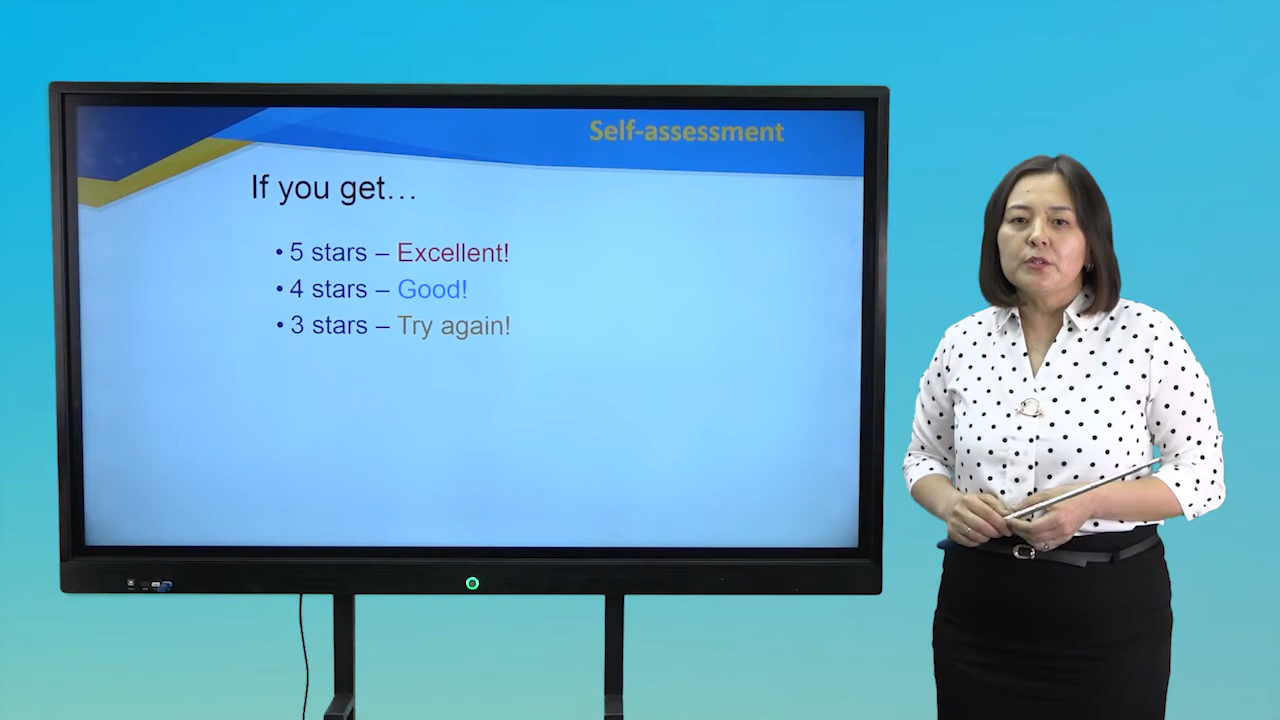 Self-assessment
If you get…
• 5 stars – Excellent!
• 4 stars – Good!
• 3 stars – Try again!